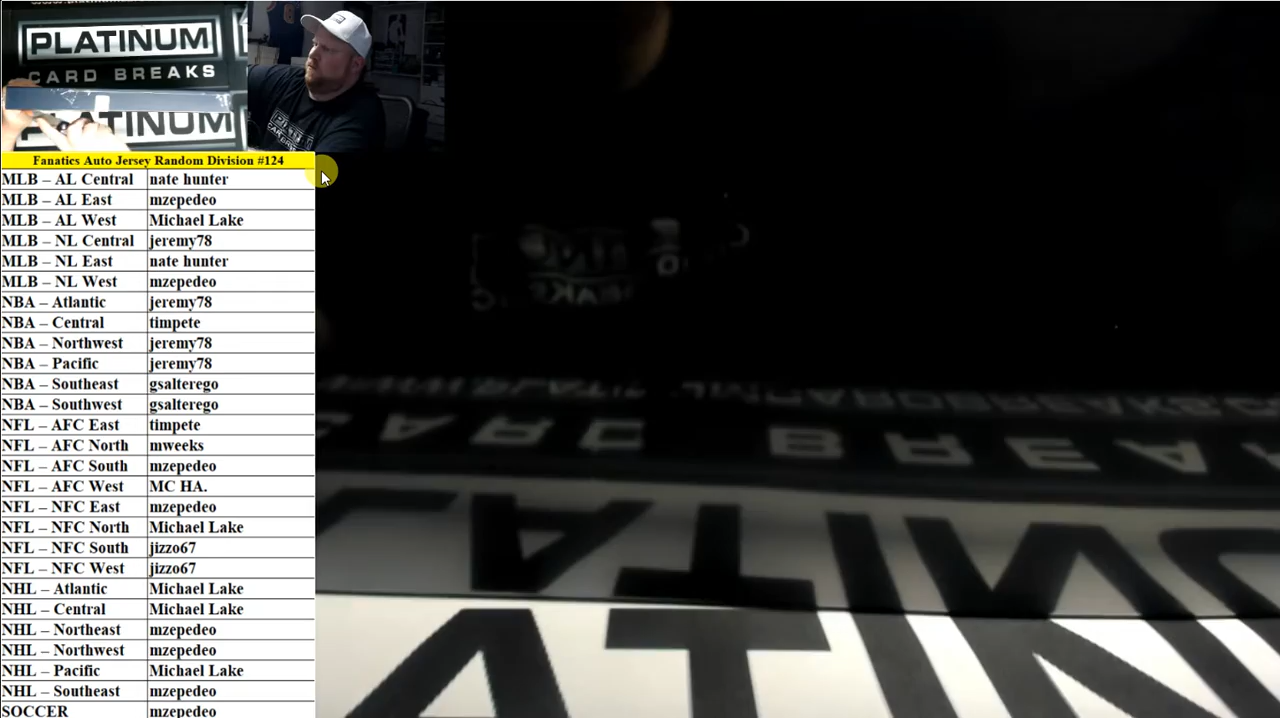 PLATINUM
CARD BREAKS
PLATINUM
Fanatics Auto Jersey Random Division #124
MLB – AL Central nate hunter
MLB – AL East mzepedeo
MLB – AL West Michael Lake
MLB – NL Central jeremy78
MLB – NL East nate hunter
MLB – NL West mzepedeo
NBA – Atlantic jeremy78
NBA – Central timpete
NBA – Northwest jeremy78
NBA – Pacific jeremy78
NBA – Southeast gsalterego
NBA – Southwest gsalterego
NFL – AFC East timpete
NFL – AFC North mweeks
NFL – AFC South mzepedeo
NFL – AFC West MC HA.
NFL – NFC East mzepedeo
NFL – NFC North Michael Lake
NFL – NFC South jizzo67
NFL – NFC West jizzo67
NHL – Atlantic Michael Lake
NHL – Central Michael Lake
NHL – Northeast mzepedeo
NHL – Northwest mzepedeo
NHL – Pacific Michael Lake
NHL – Southeast mzepedeo
SOCCER mzepedeo